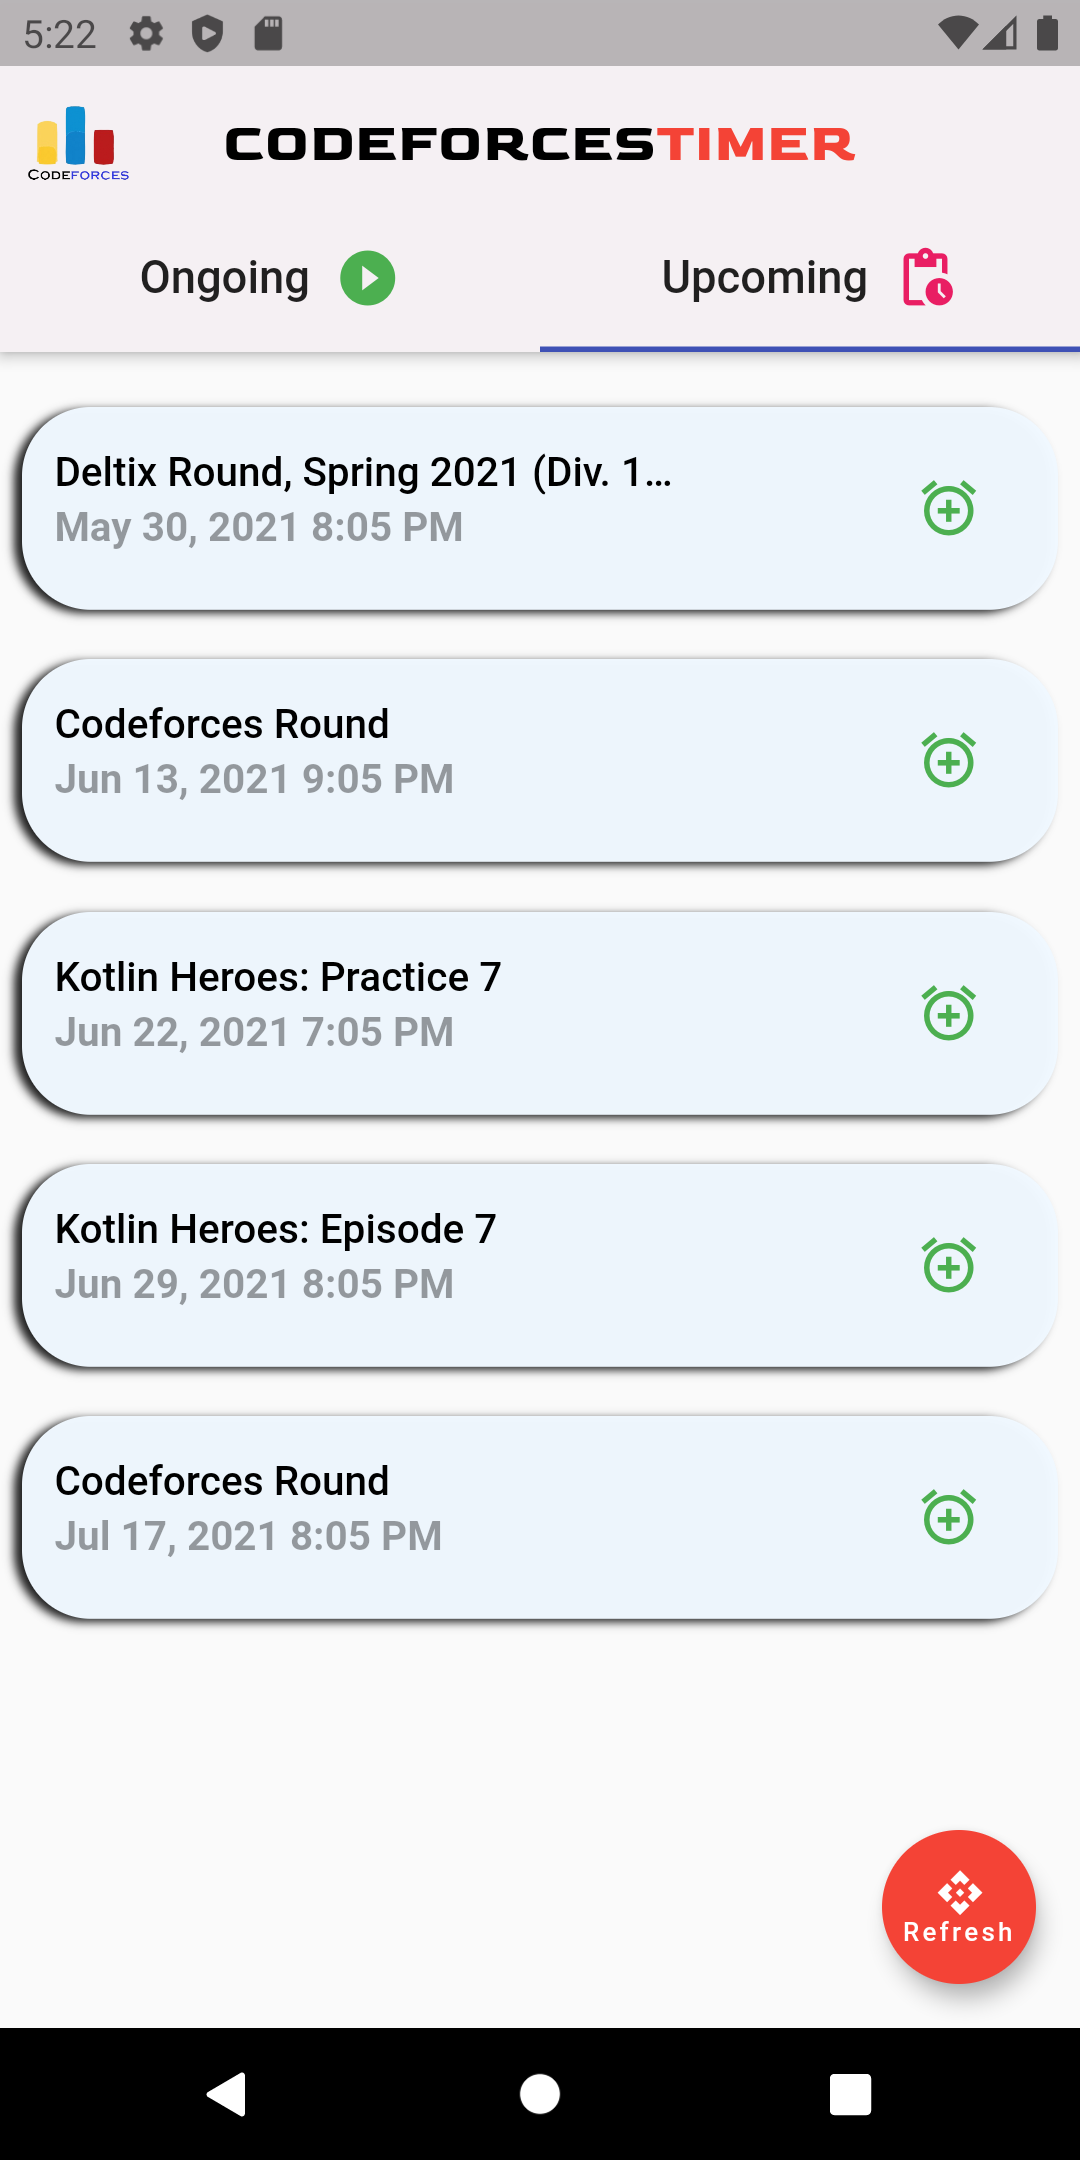 5:22
CODEFORCES
CODEFORCESTIMER
Ongoing
Upcoming
Deltix Round, Spring 2021 (Div. 1...
May 30, 2021 8:05 PM
Codeforces Round
Jun 13, 2021 9:05 PM
Kotlin Heroes: Practice 7
Jun 22, 2021 7:05 PM
Kotlin Heroes: Episode 7
Jun 29, 2021 8:05 PM
Codeforces Round
Jul 17, 2021 8:05 PM
Refresh